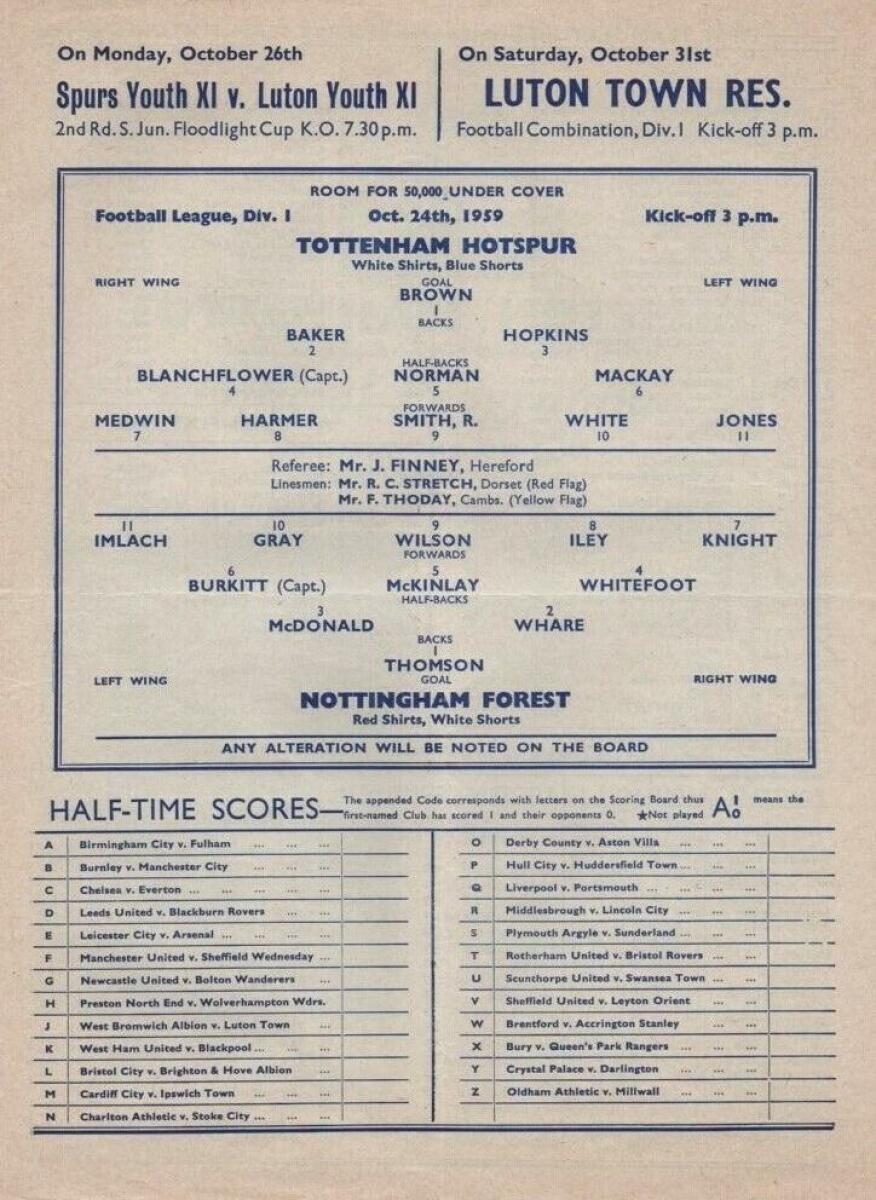 On Monday, October 26th
Spurs Youth XI v. Luton Youth XI
2nd Rd. S. Jun. Floodlight Cup K.O. 7.30 p.m.
On Saturday, October 31st
LUTON TOWN RES.
Football Combination, Div. 1 Kick-off 3 p.m.
ROOM FOR 50,000 UNDER COVER
Football League, Div. 1 Oct. 24th, 1959 Kick-off 3 p.m.
TOTTENHAM HOTSPUR
White Shirts, Blue Shorts
RIGHT WING GOAL LEFT WING
BROWN
1
BACKS
BAKER HOPKINS
2 3
HALF-BACKS
BLANCHFLOWER (Capt.) NORMAN MACKAY
4 5 6
FORWARDS
MEDWIN HARMER SMITH, R. WHITE JONES
7 8 9 10 11
Referee: Mr. J. FINNEY, Hereford
Linesmen: Mr. R. C. STRETCH, Dorset (Red Flag)
Mr. F. THODAY, Cambs. (Yellow Flag)
11 10 9 8 7
IMLACH GRAY WILSON ILEY KNIGHT
FORWARDS
6 5 4
BURKITT (Capt.) McKINLAY WHITEFOOT
HALF-BACKS
3 2
McDONALD WHARE
BACKS
1
THOMSON
LEFT WING GOAL RIGHT WING
NOTTINGHAM FOREST
Red Shirts, White Shorts
ANY ALTERATION WILL BE NOTED ON THE BOARD
HALF-TIME SCORES—The appended Code corresponds with letters on the Scoring Board thus A 1 0 means the
first-named Club has scored 1 and their opponents 0. ★Not played
A Birmingham City v. Fulham ... ... ...
B Burnley v. Manchester City ... ...
C Chelsea v. Everton ... ... ... ...
D Leeds United v. Blackburn Rovers ... ...
E Leicester City v. Arsenal ... ... ... ...
F Manchester United v. Sheffield Wednesday ...
G Newcastle United v. Bolton Wanderers ... ...
H Preston North End v. Wolverhampton Wdrs.
J West Bromwich Albion v. Luton Town ...
K West Ham United v. Blackpool ... ... ...
L Bristol City v. Brighton & Hove Albion ...
M Cardiff City v. Ipswich Town ... ... ...
N Charlton Athletic v. Stoke City ... ... ...
O Derby County v. Aston Villa ... ... ...
P Hull City v. Huddersfield Town ... ... ...
Q Liverpool v. Portsmouth ... ... ... ...
R Middlesbrough v. Lincoln City ... ... ...
S Plymouth Argyle v. Sunderland ... ... ...
T Rotherham United v. Bristol Rovers ... ...
U Scunthorpe United v. Swansea Town ... ...
V Sheffield United v. Leyton Orient ... ...
W Brentford v. Accrington Stanley ... ...
X Bury v. Queen's Park Rangers ... ... ...
Y Crystal Palace v. Darlington ... ... ...
Z Oldham Athletic v. Millwall ... ... ...